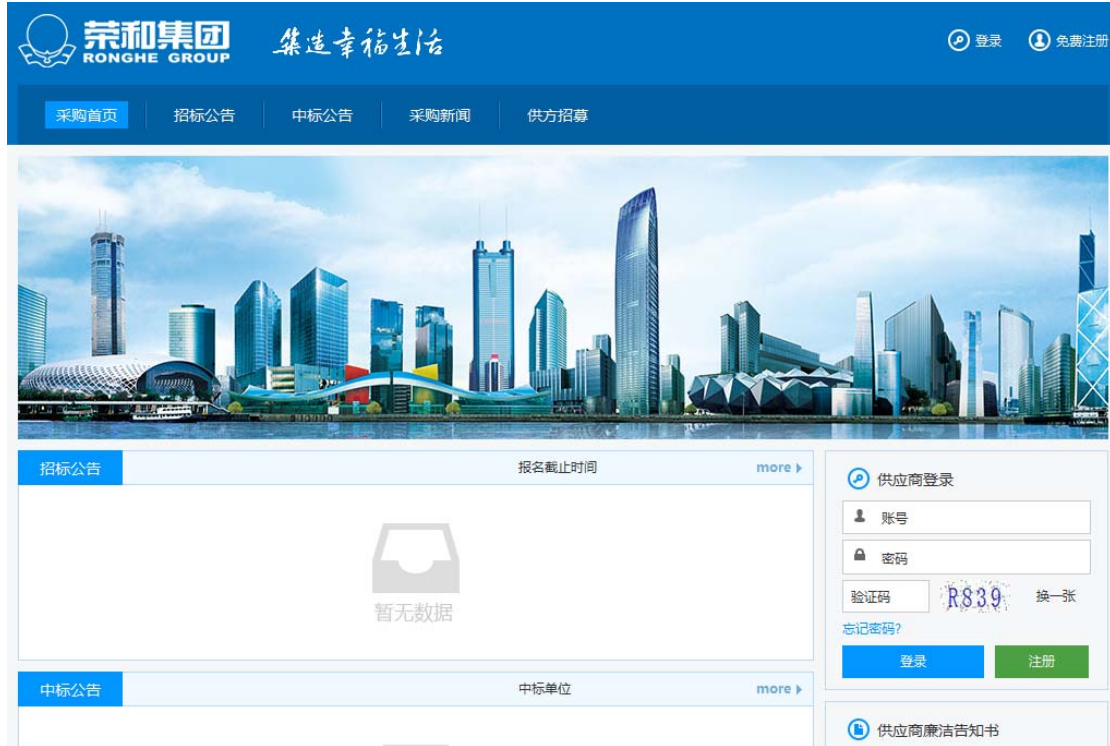 荣和集团
RONGHE GROUP
集造幸福生活
登录
免费注册
采购首页
招标公告
中标公告
采购新闻
供方招募
招标公告
报名截止时间
more
暂无数据
中标公告
中标单位
more
供应商登录
账号
密码
验证码
R839
换一张
忘记密码?
登录
注册
供应商廉洁告知书